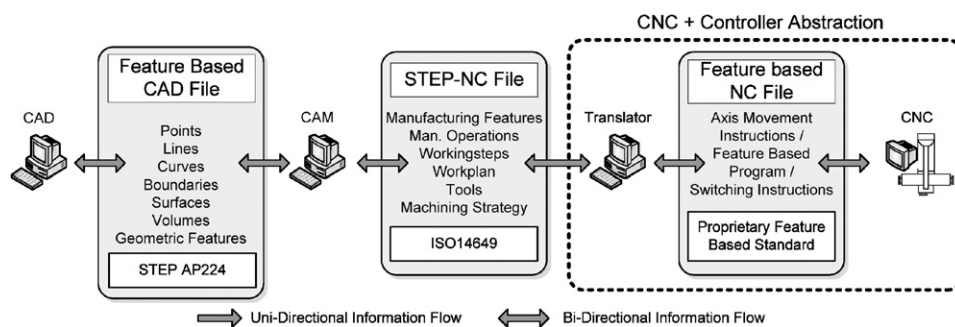 CNC + Controller Abstraction
CAD
Feature Based
CAD File
Points
Lines
Curves
Boundaries
Surfaces
Volumes
Geometric Features
STEP AP224
CAM
STEP-NC File
Manufacturing Features
Man. Operations
Workingsteps
Workplan
Tools
Machining Strategy
ISO14649
Translator
Feature based
NC File
Axis Movement
Instructions /
Feature Based
Program /
Switching Instructions
Proprietary Feature
Based Standard
CNC
Uni-Directional Information Flow
Bi-Directional Information Flow